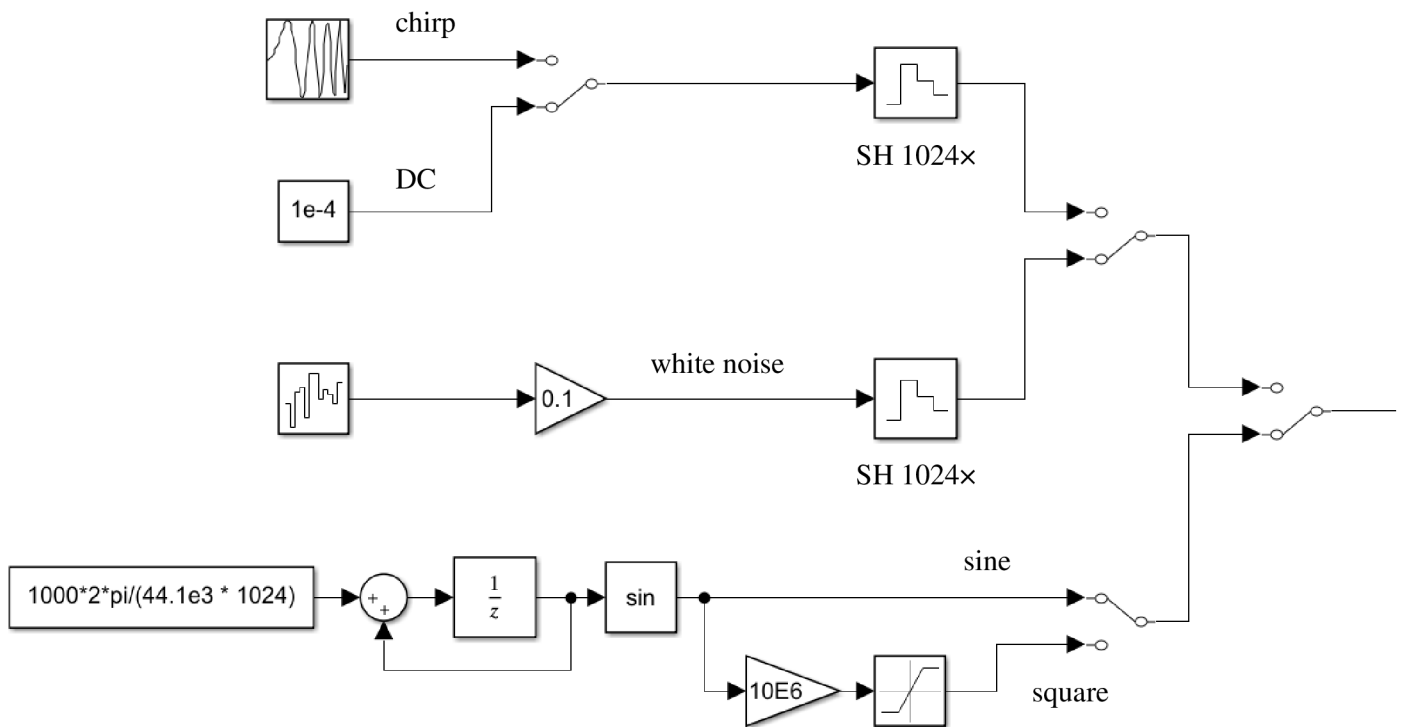 chirp
SH 1024×
DC
1e-4
white noise
0.1
SH 1024×
sine
1000*2*pi/(44.1e3 * 1024)
+
+
1
z
sin
10E6
square